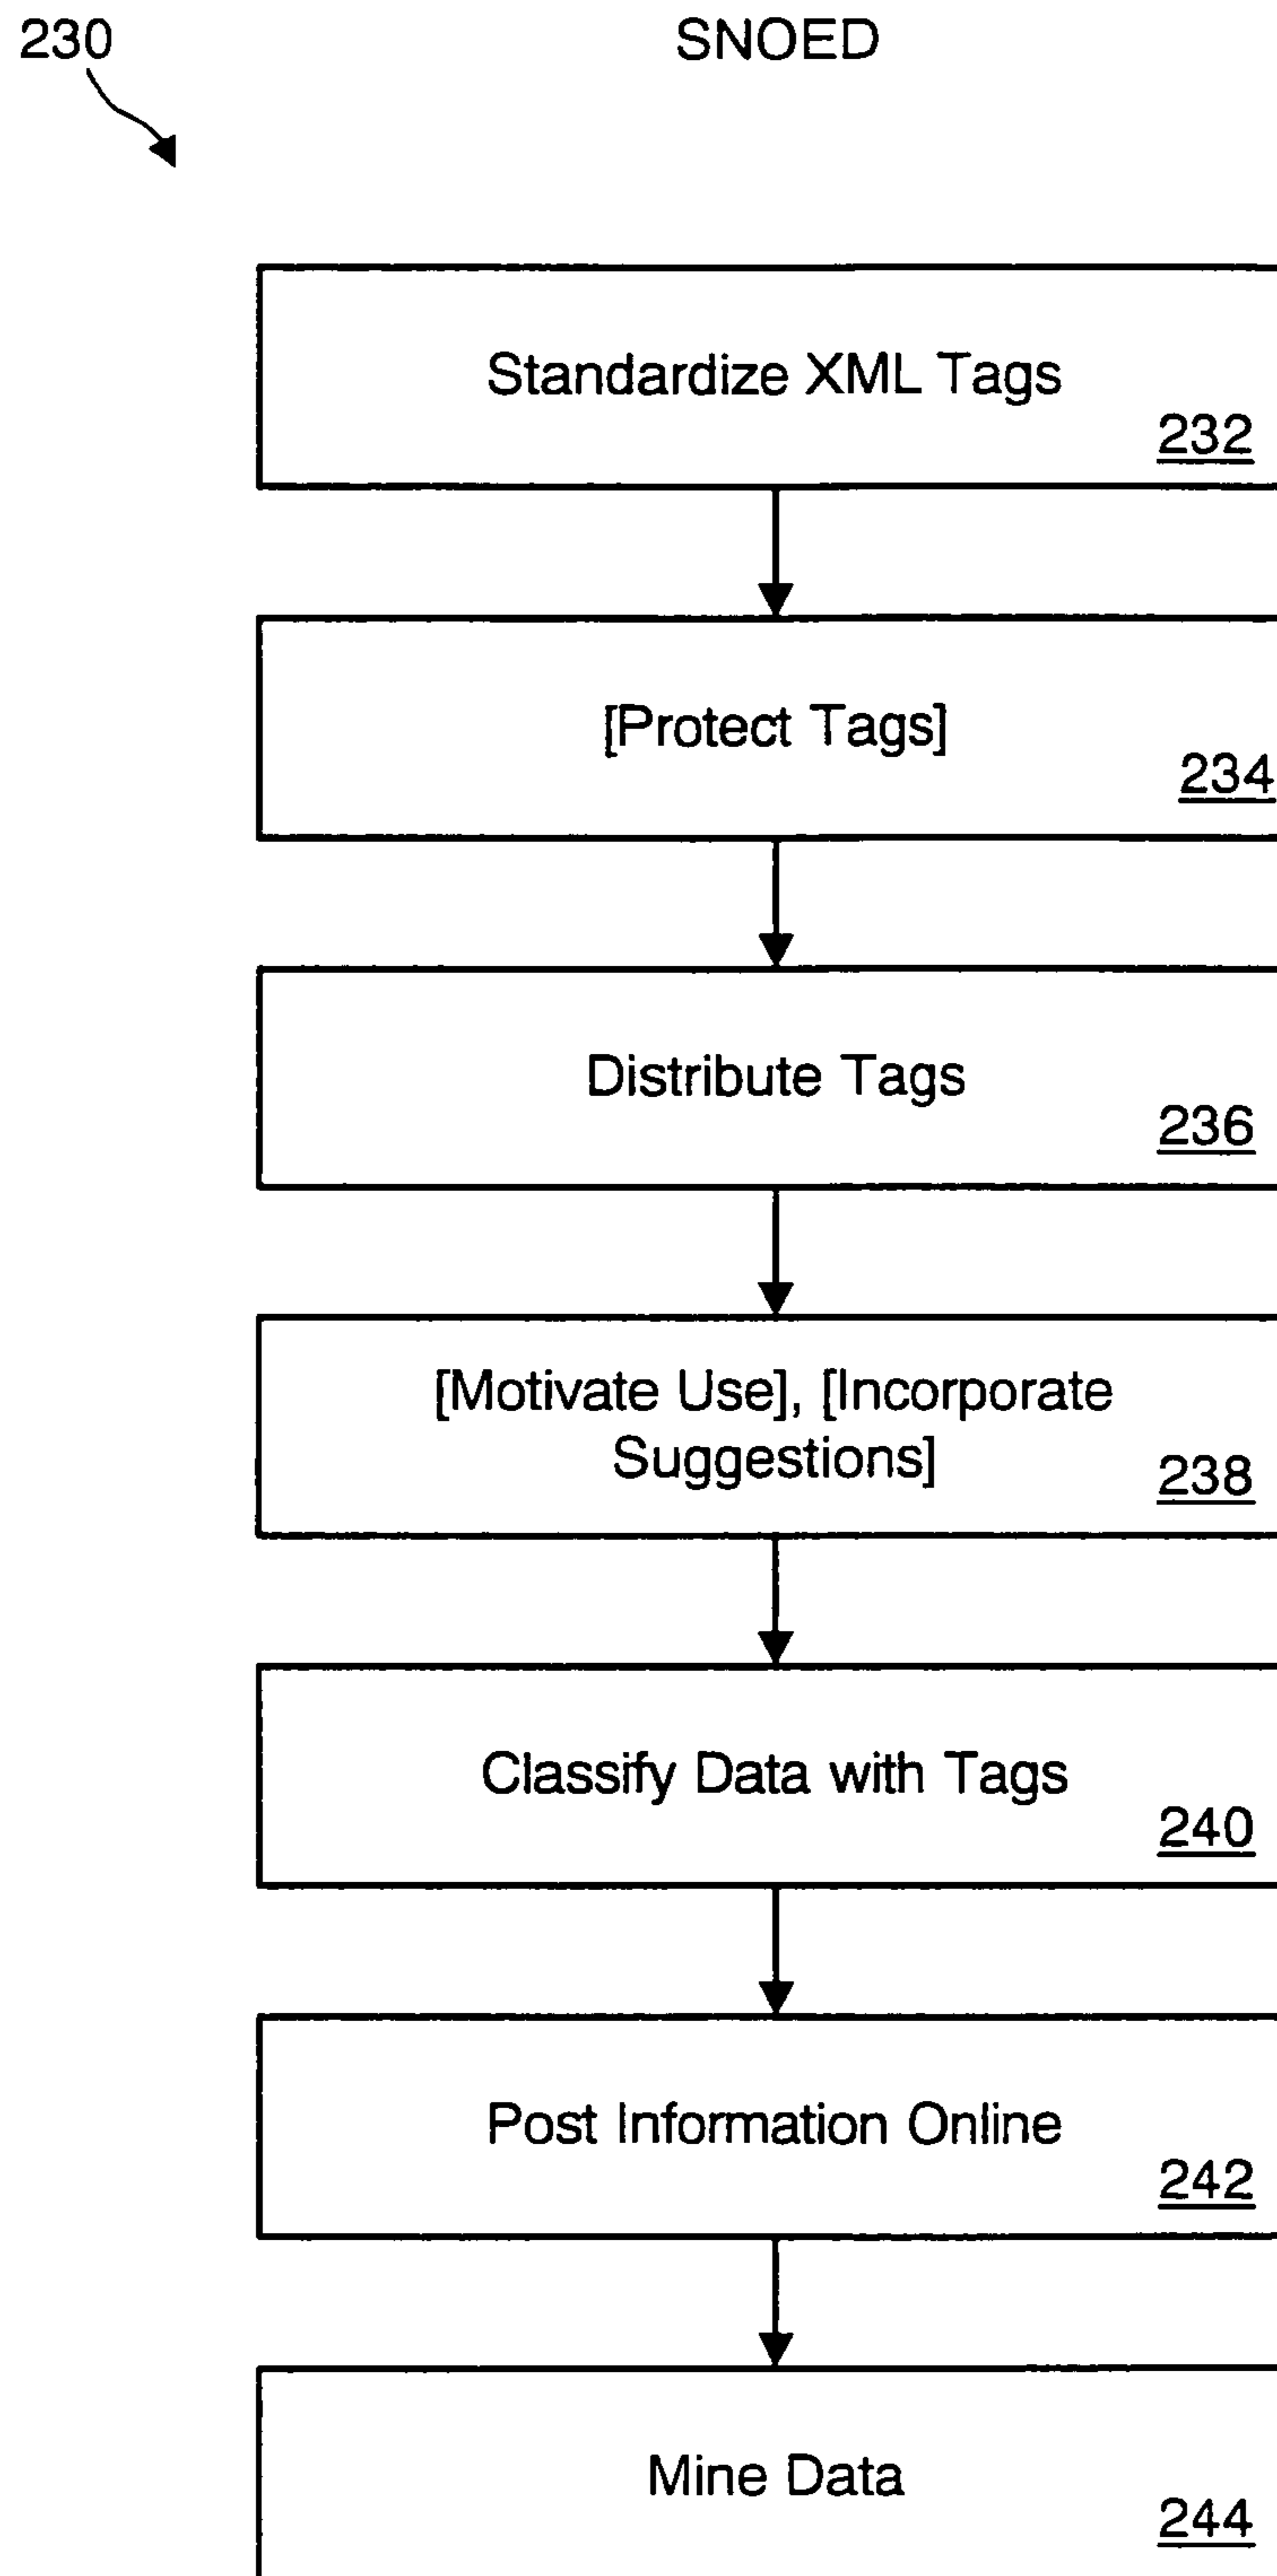 230
SNOED
Standardize XML Tags
232
[Protect Tags]
234
Distribute Tags
236
[Motivate Use], [Incorporate
Suggestions]
238
Classify Data with Tags
240
Post Information Online
242
Mine Data
244